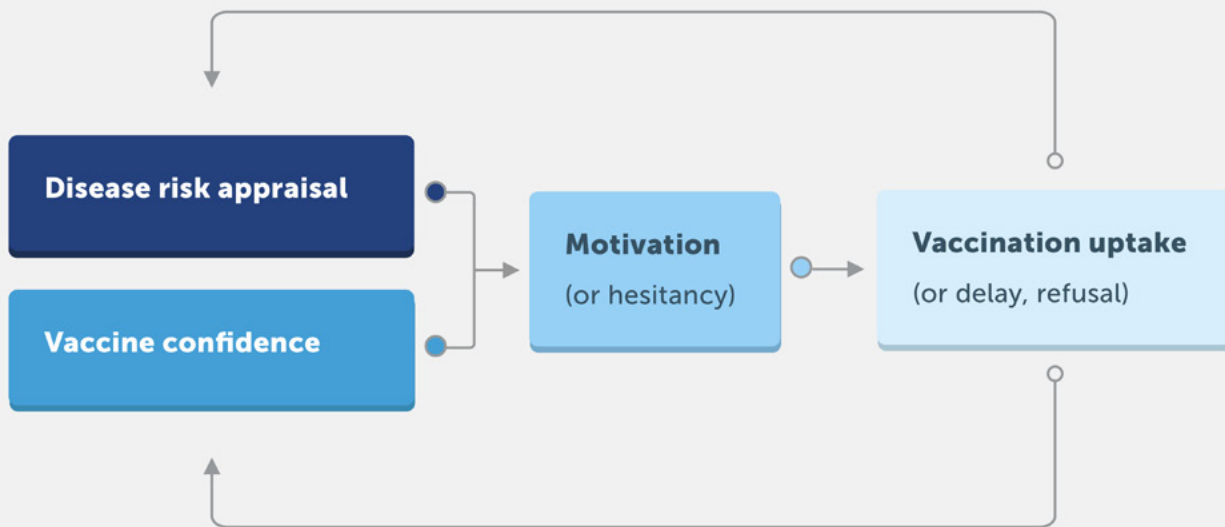 Disease risk appraisal
Vaccine confidence
Motivation
(or hesitancy)
Vaccination uptake
(or delay, refusal)